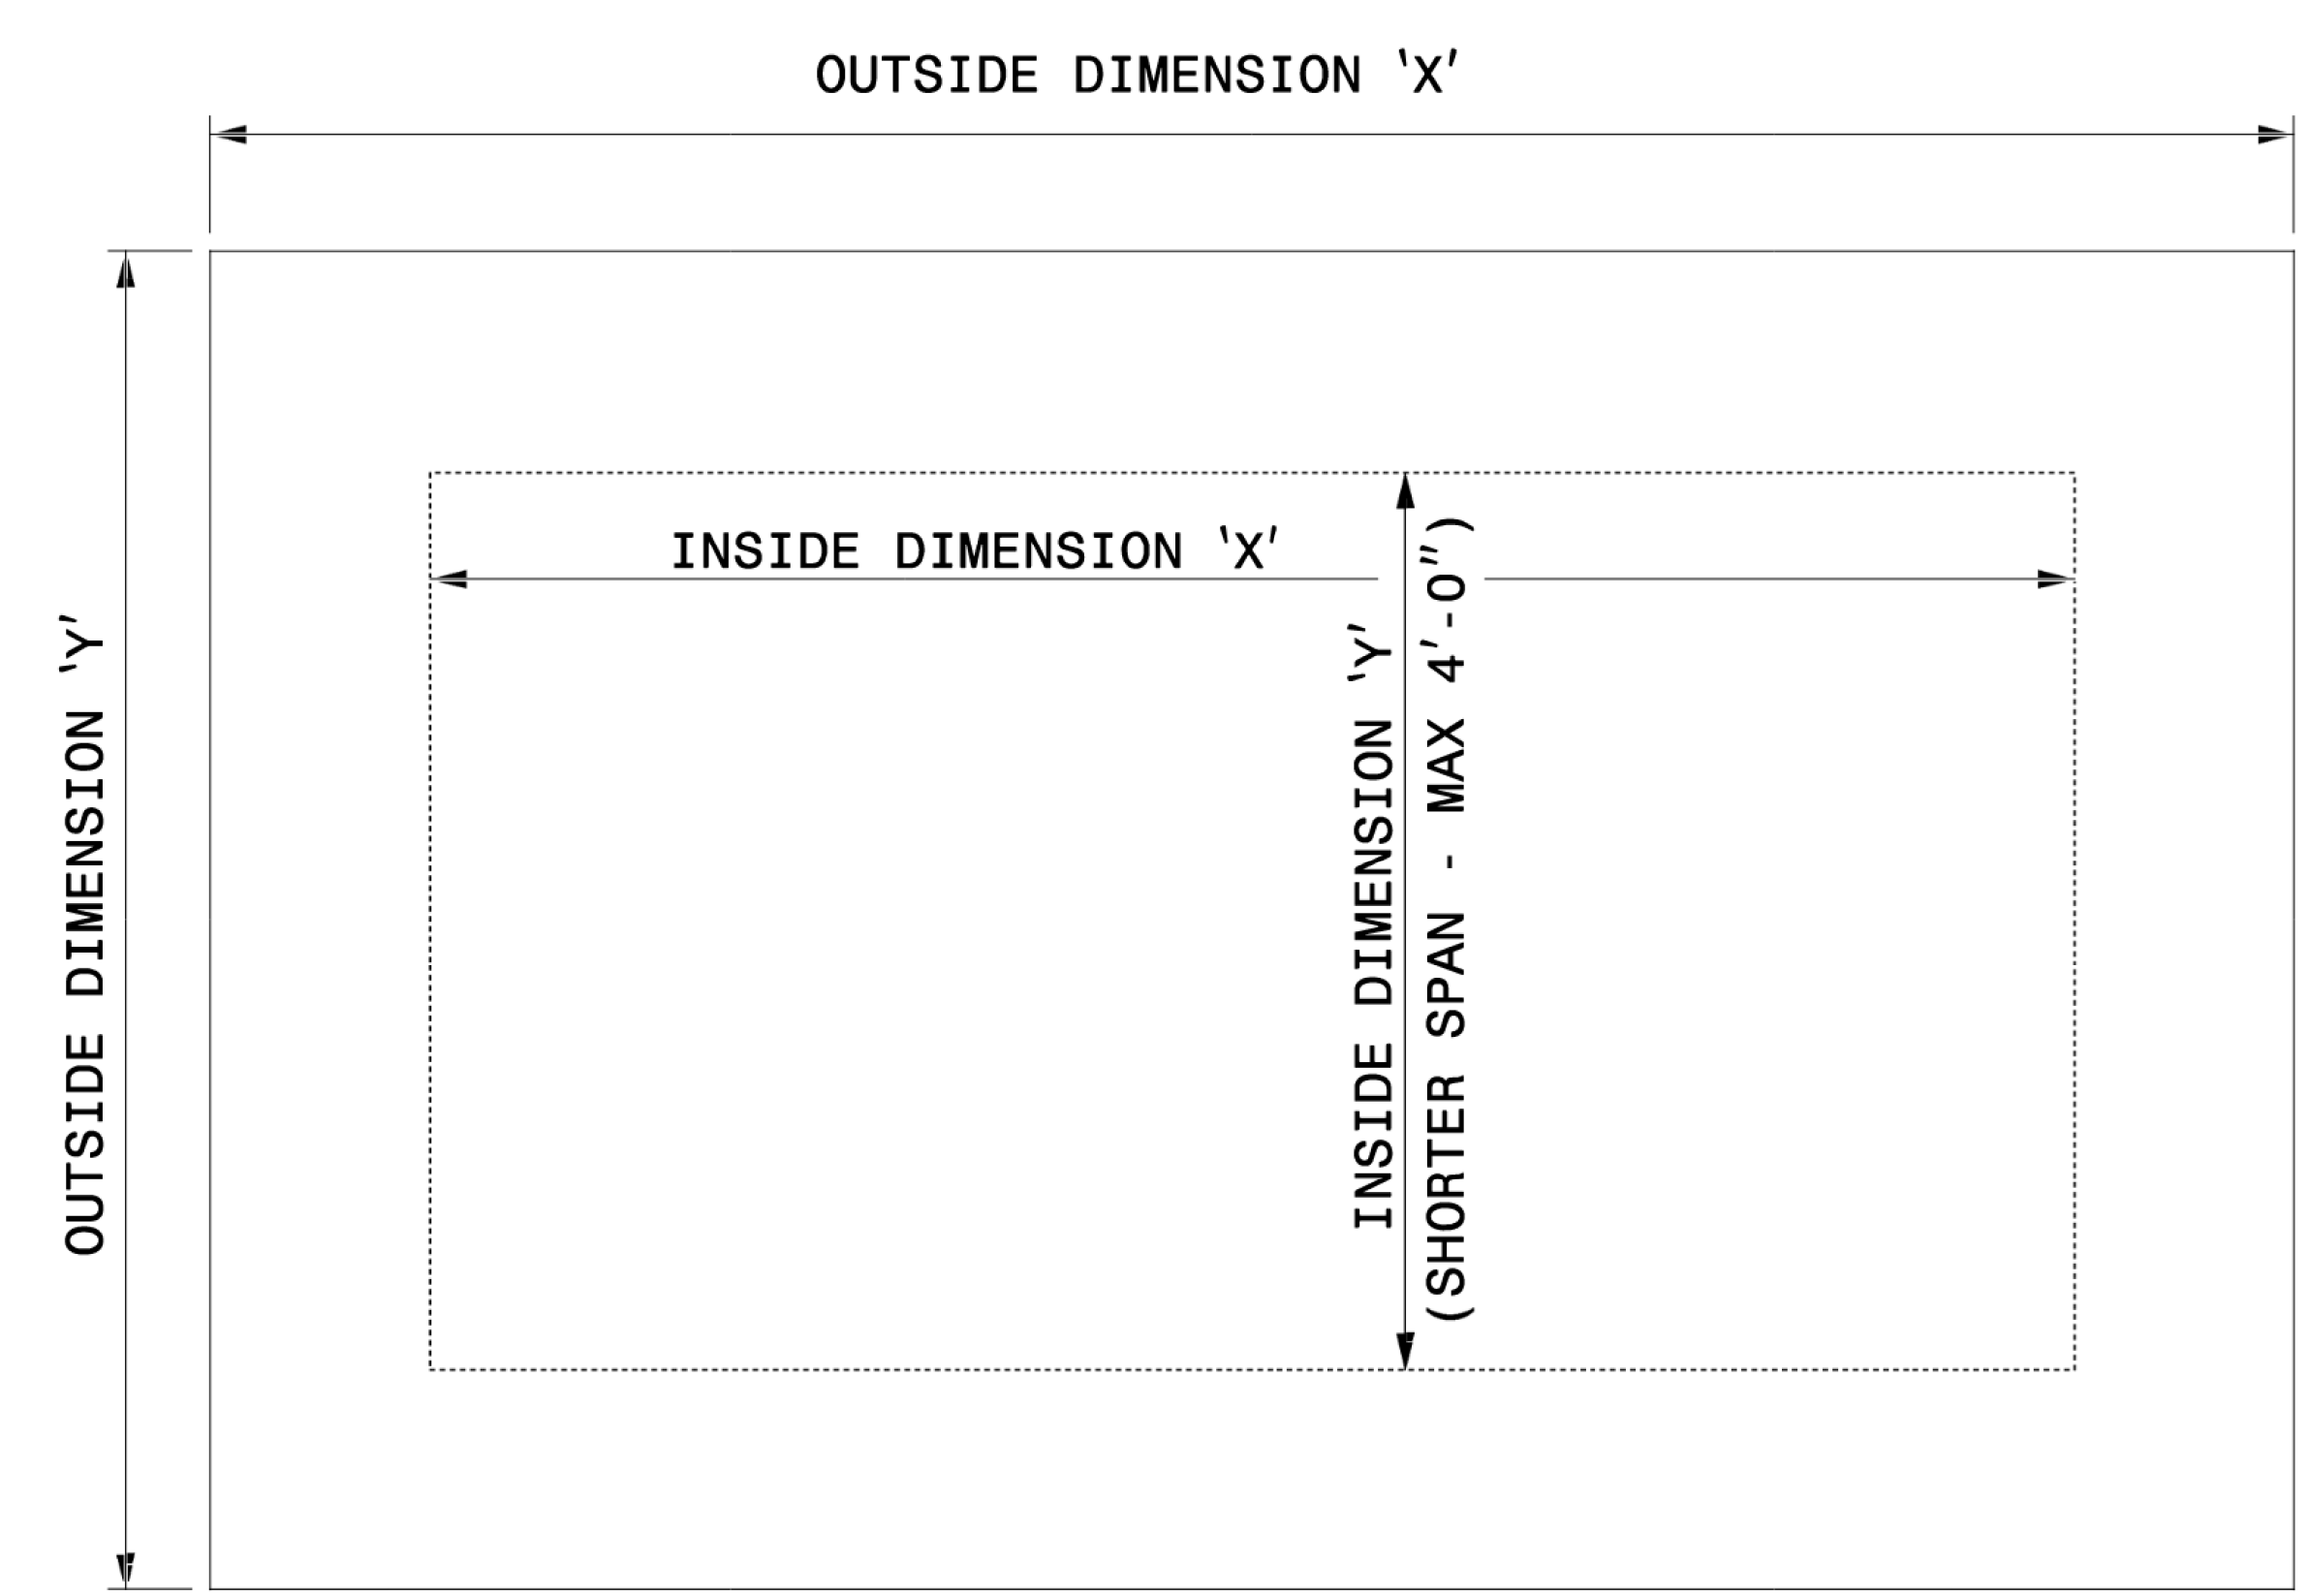 OUTSIDE DIMENSION 'X'
OUTSIDE DIMENSION 'Y'
INSIDE DIMENSION 'X'
INSIDE DIMENSION 'Y'
(SHORTER SPAN - MAX 4'-0")